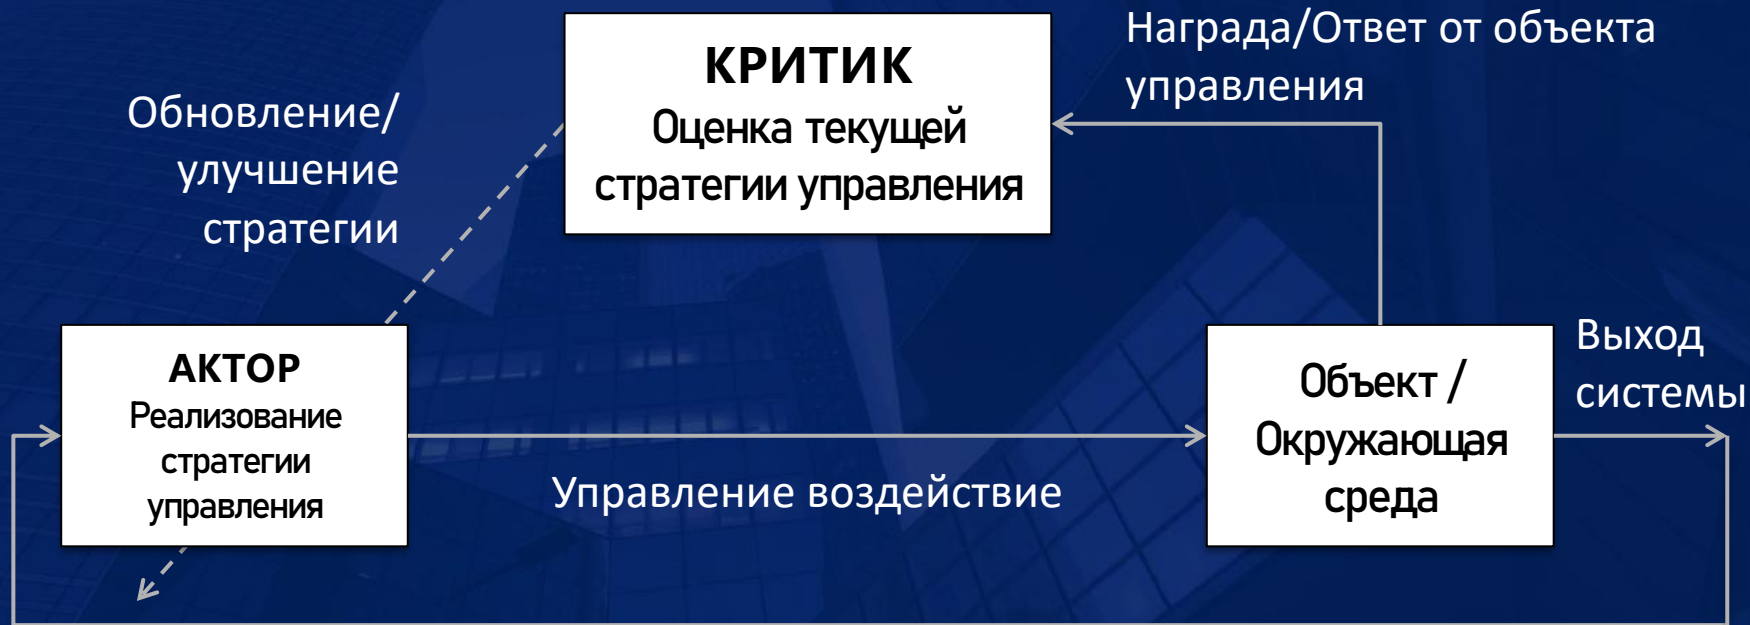 Награда/Ответ от объекта
управления
КРИТИК
Оценка текущей
стратегии управления
Обновление/
улучшение
стратегии
АКТОР
Реализование
стратегии
управления
Управление воздействие
Объект /
Окружающая
среда
Выход
системы